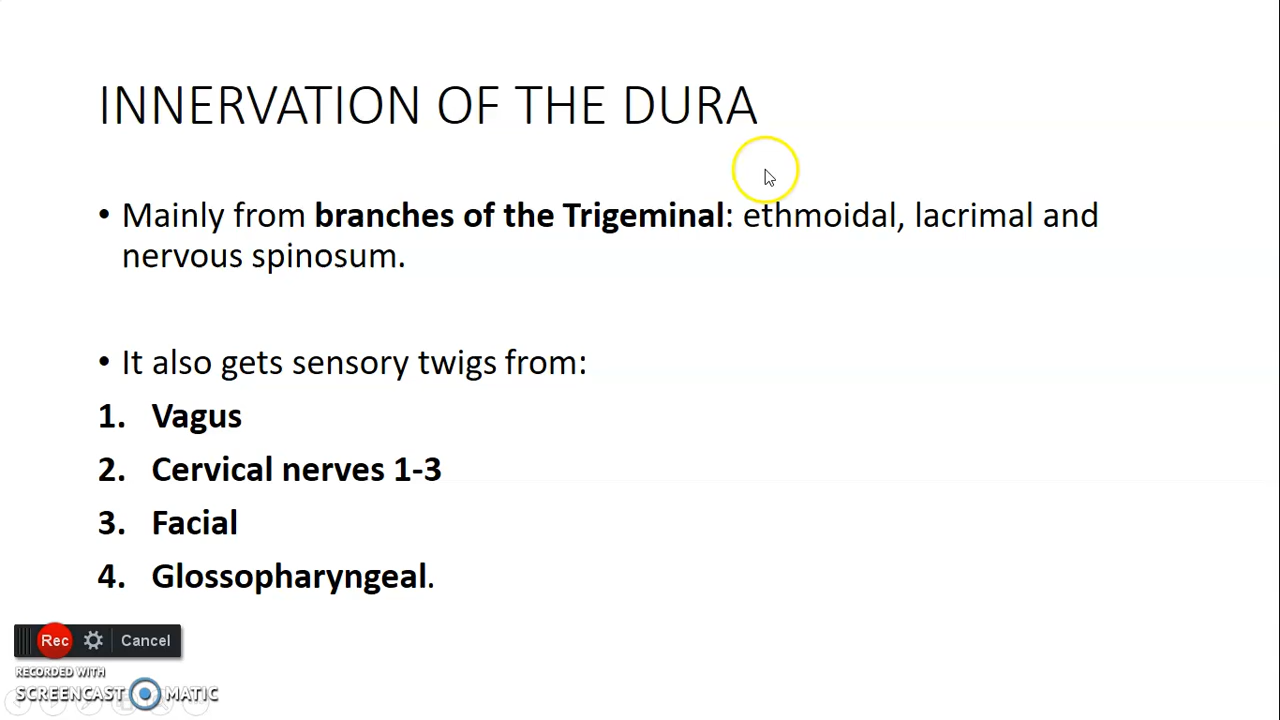 INNERVATION OF THE DURA
• Mainly from branches of the Trigeminal: ethmoidal, lacrimal and
nervous spinosum.
• It also gets sensory twigs from:
1. Vagus
2. Cervical nerves 1-3
3. Facial
4. Glossopharyngeal.
Rec Cancel
RECORDED WITH
SCREENCAST MATIC